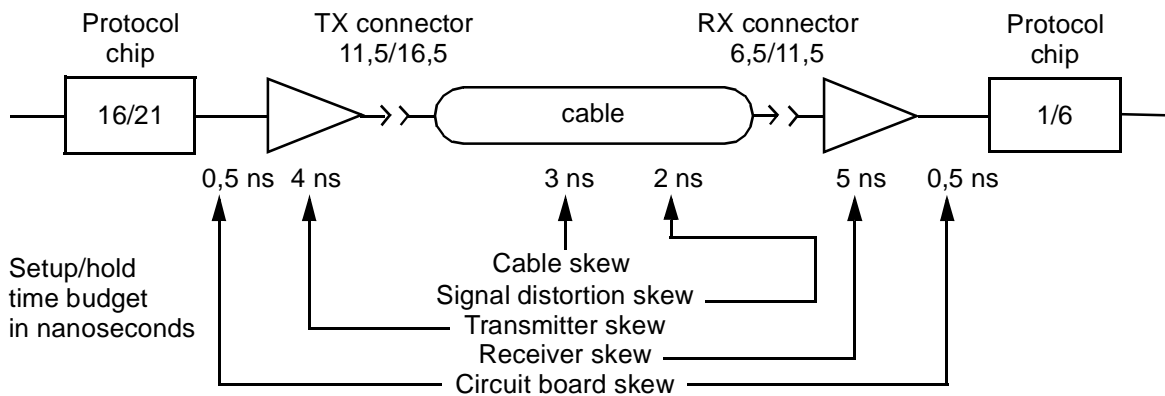 Protocol
chip
TX connector
11,5/16,5
RX connector
6,5/11,5
Protocol
chip
16/21
cable
1/6
0,5 ns
4 ns
3 ns
2 ns
5 ns
0,5 ns
Setup/hold
time budget
in nanoseconds
Cable skew
Signal distortion skew
Transmitter skew
Receiver skew
Circuit board skew